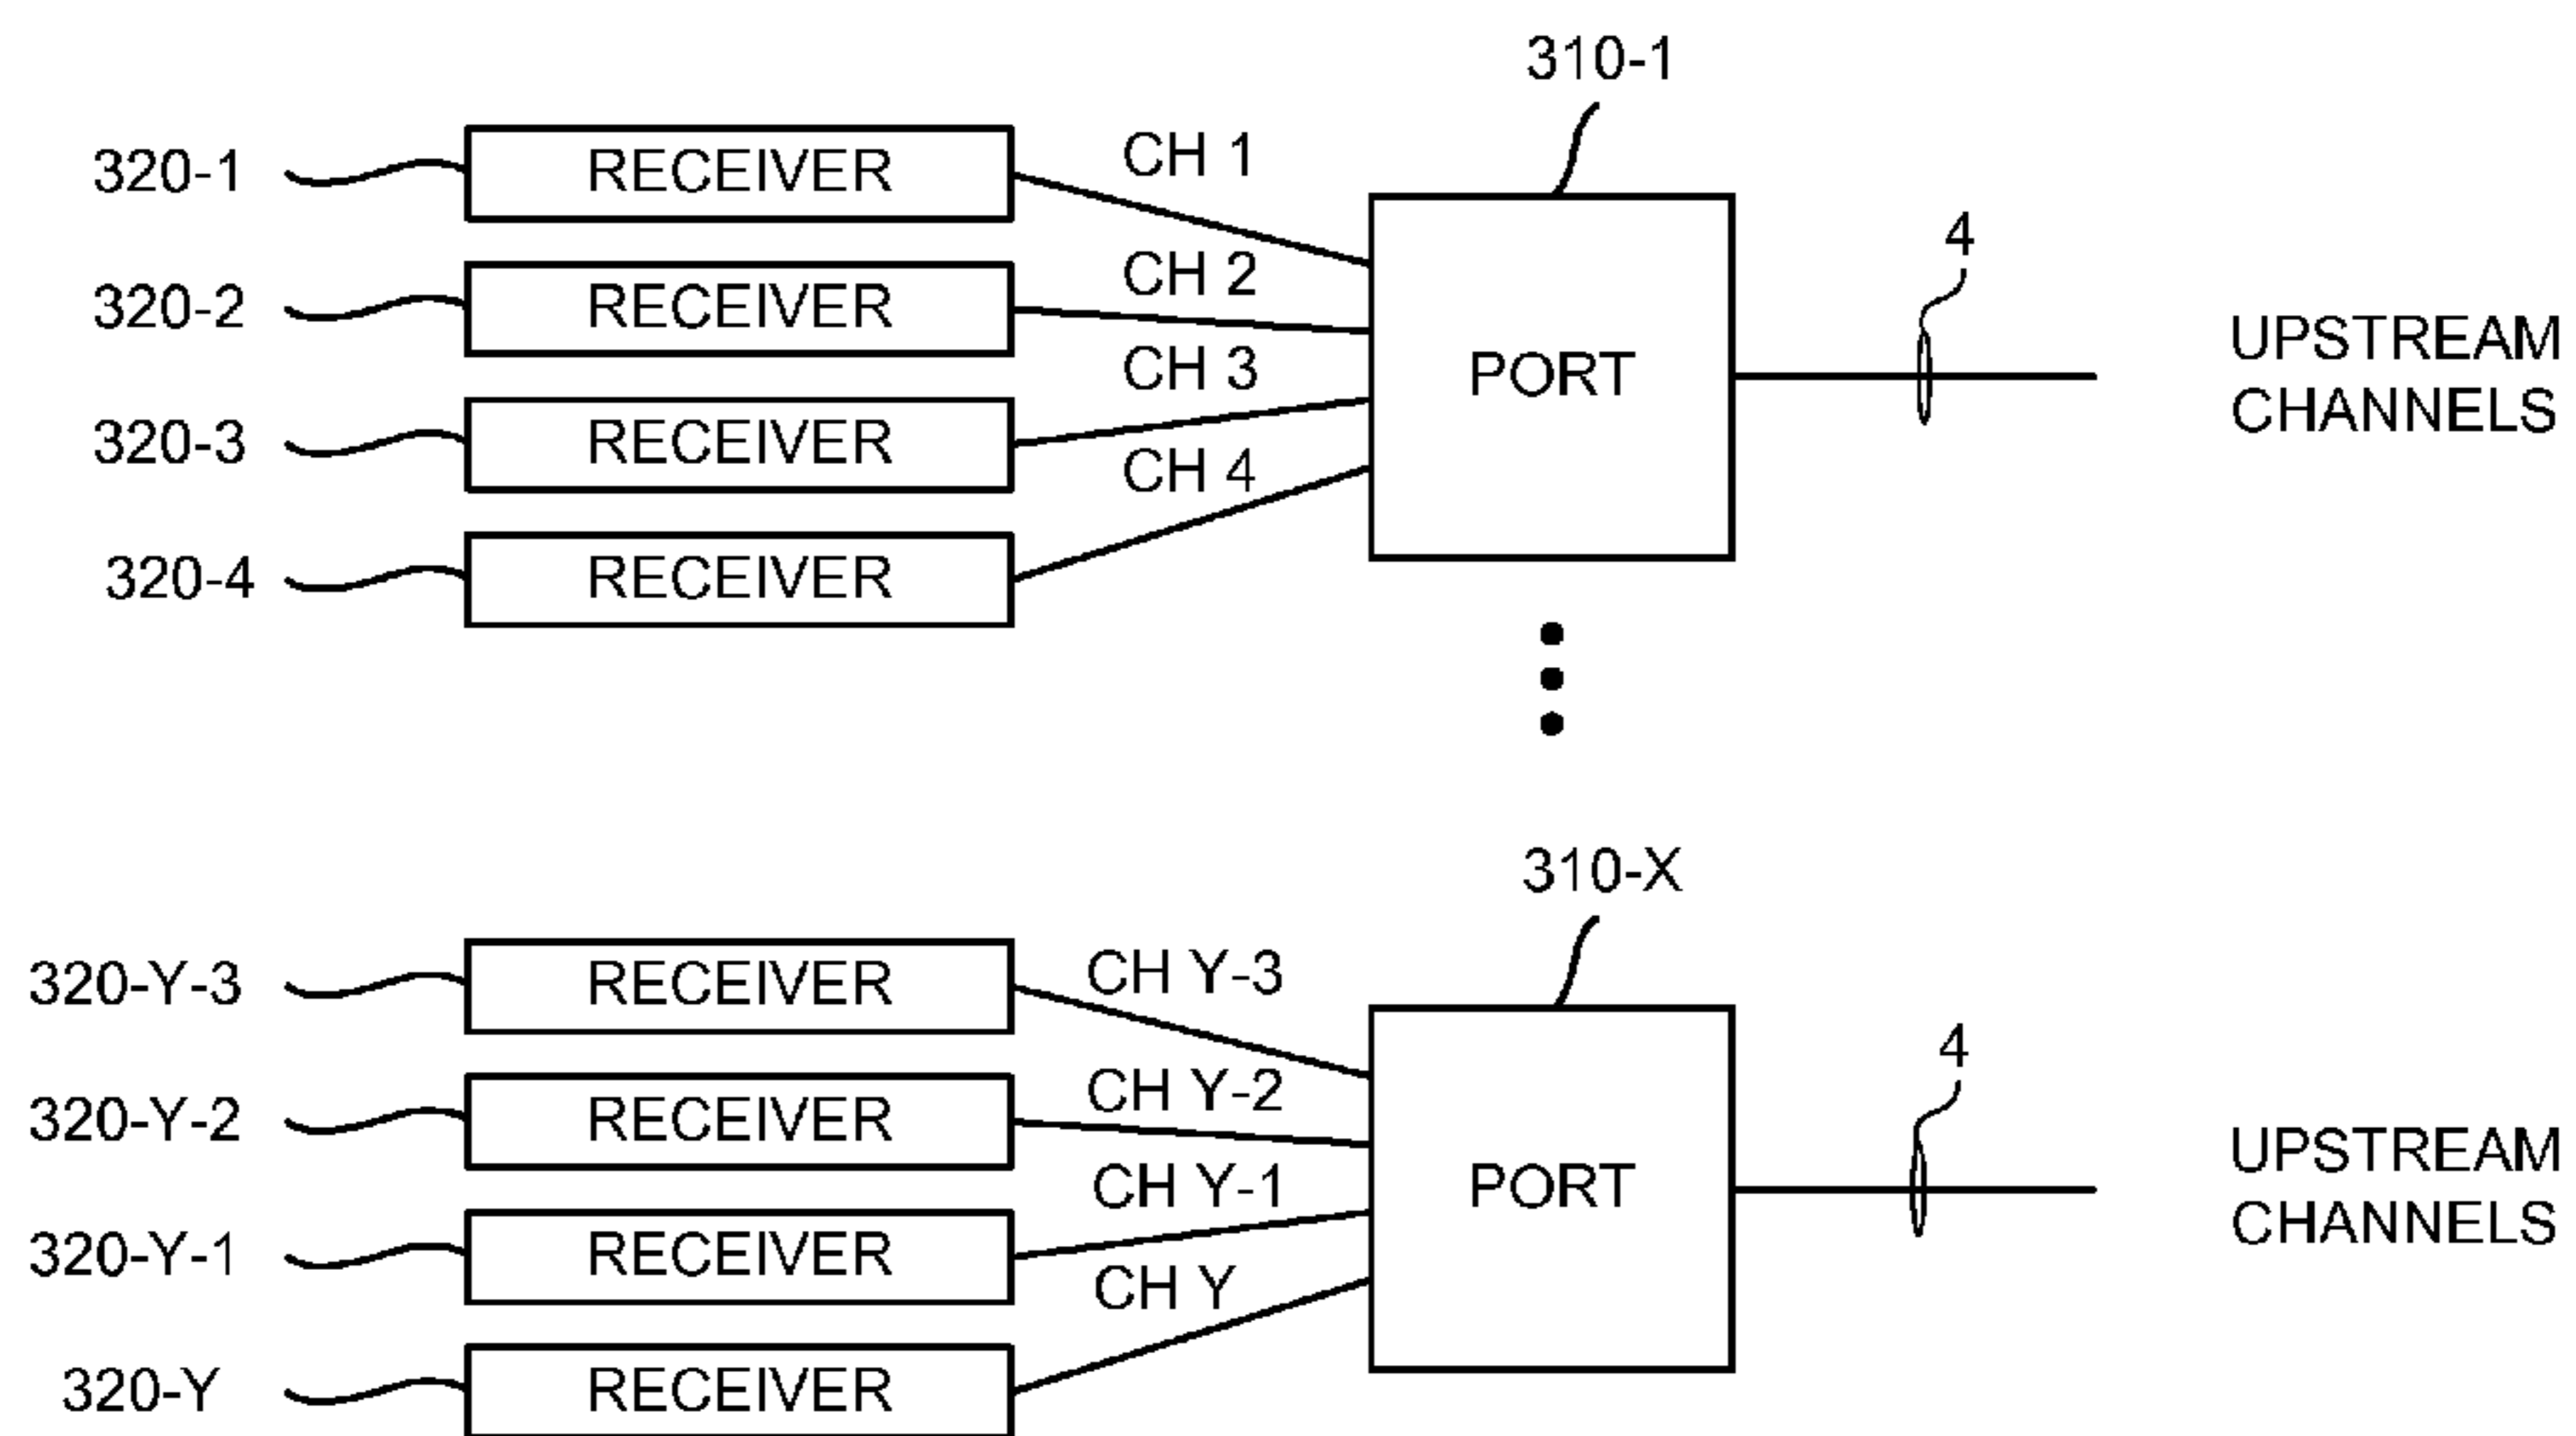 310-1
320-1
RECEIVER
CH 1
320-2
RECEIVER
CH 2
320-3
RECEIVER
CH 3
320-4
RECEIVER
CH 4
PORT
4
UPSTREAM
CHANNELS
310-X
320-Y-3
RECEIVER
CH Y-3
320-Y-2
RECEIVER
CH Y-2
320-Y-1
RECEIVER
CH Y-1
320-Y
RECEIVER
CH Y
PORT
4
UPSTREAM
CHANNELS